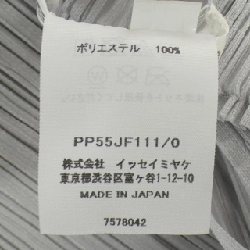 ポリエステル 100%
PP55JF111/0
株式会社 イッセイミヤケ
東京都渋谷区富ヶ谷1-12-10
MADE IN JAPAN
7578042